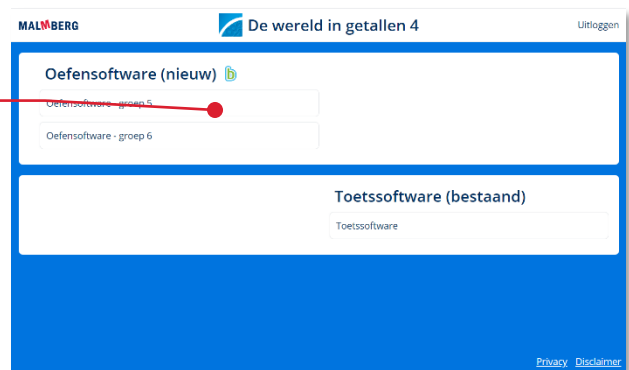 MALMBERG
De wereld in getallen 4
Uitloggen
Oefensoftware (nieuw) b
Oefensoftware - groep 5
Oefensoftware - groep 6
Toetssoftware (bestaand)
Toetssoftware
Privacy Disclaimer